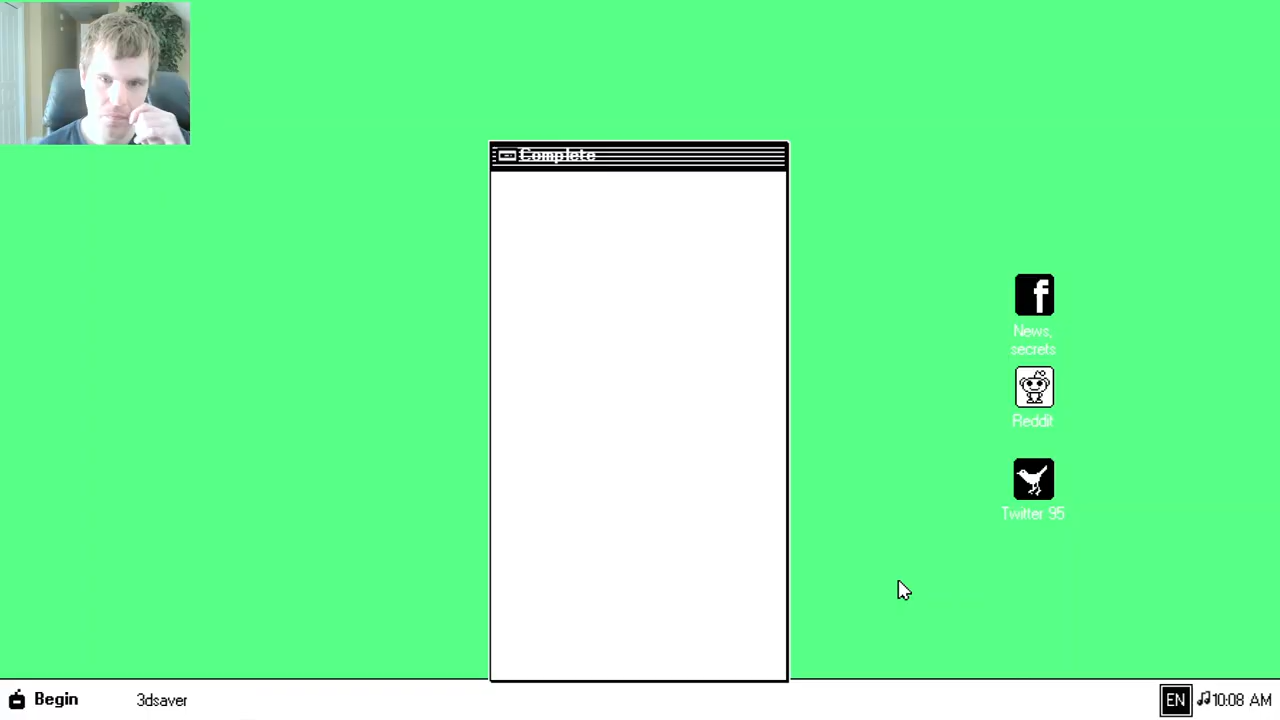 Complete
f
News,
secrets
Reddit
Twitter 95
Begin
3dsaver
EN
10:08 AM